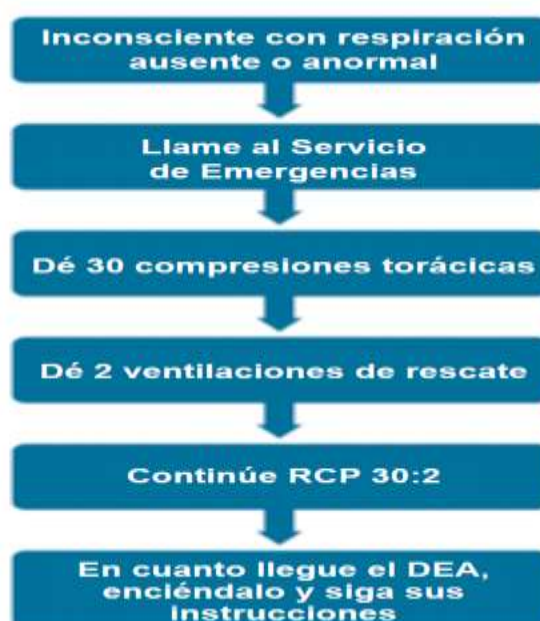 Inconsciente con respiración
ausente o anormal
Llame al Servicio
de Emergencias
Dé 30 compresiones torácicas
Dé 2 ventilaciones de rescate
Continúe RCP 30:2
En cuanto llegue el DEA,
enciéndalo y siga sus
instrucciones